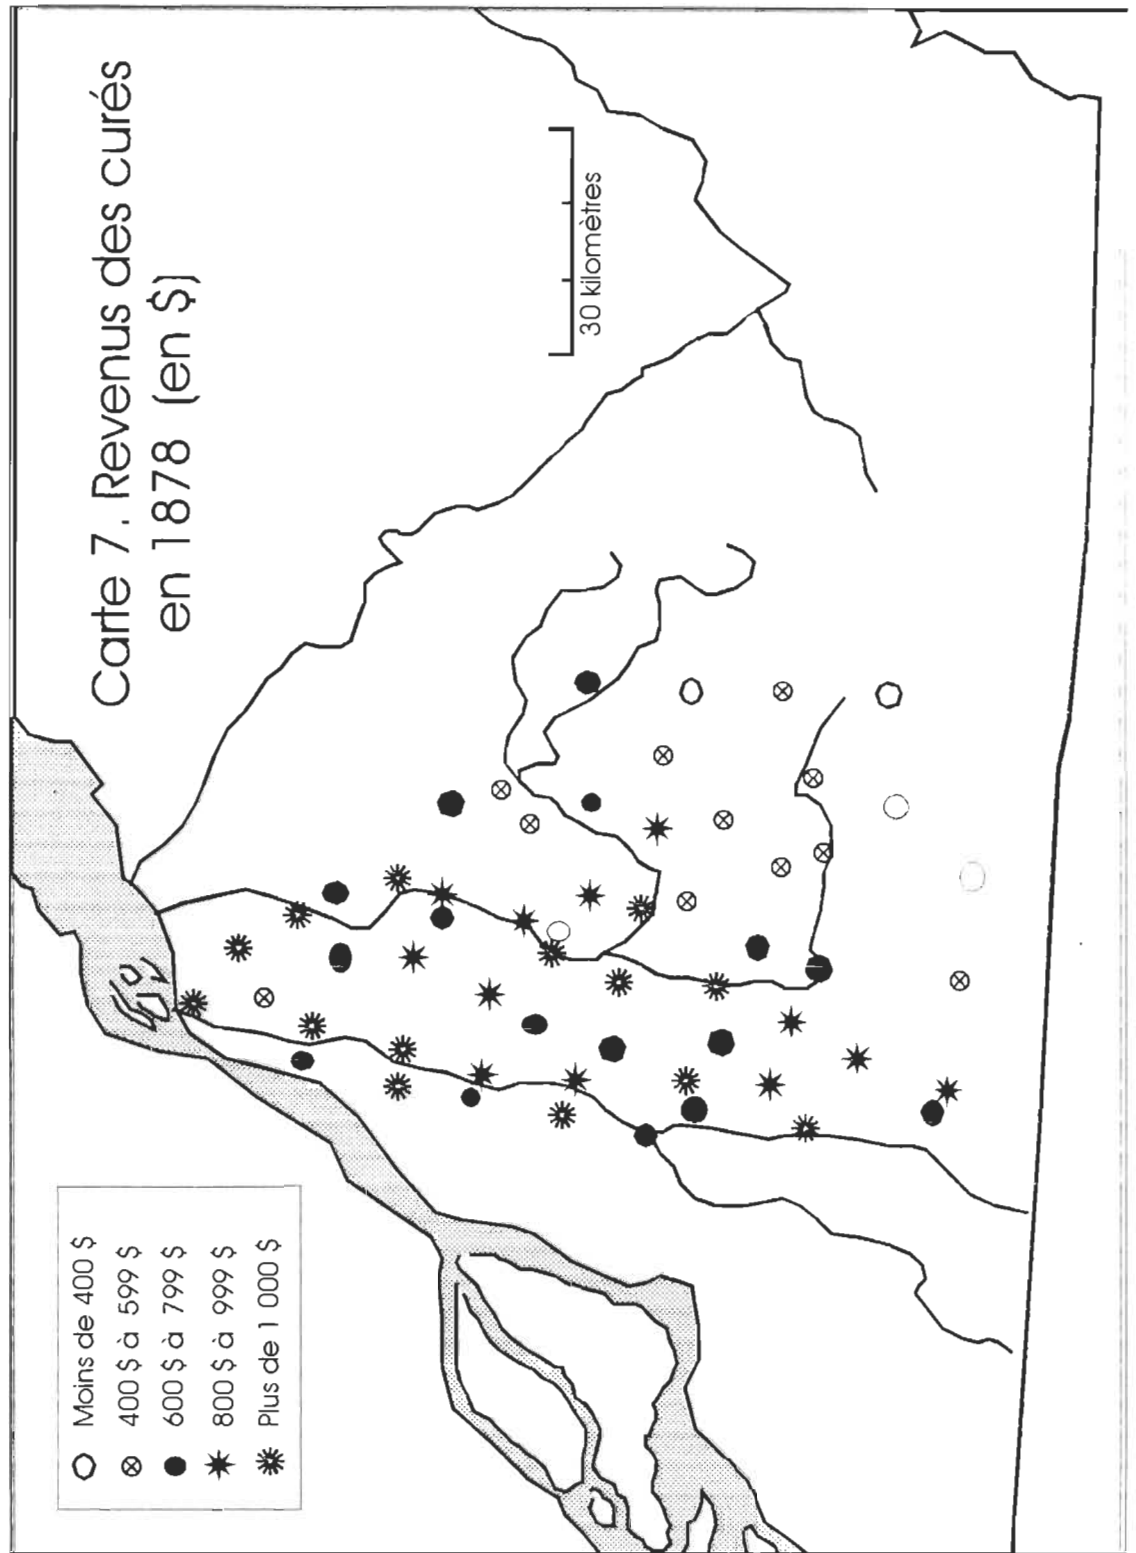 Carte 7. Revenus des curés
en 1878 (en $)
30 kilomètres
Moins de 400 $
400 $ à 599 $
600 $ à 799 $
800 $ à 999 $
Plus de 1 000 $